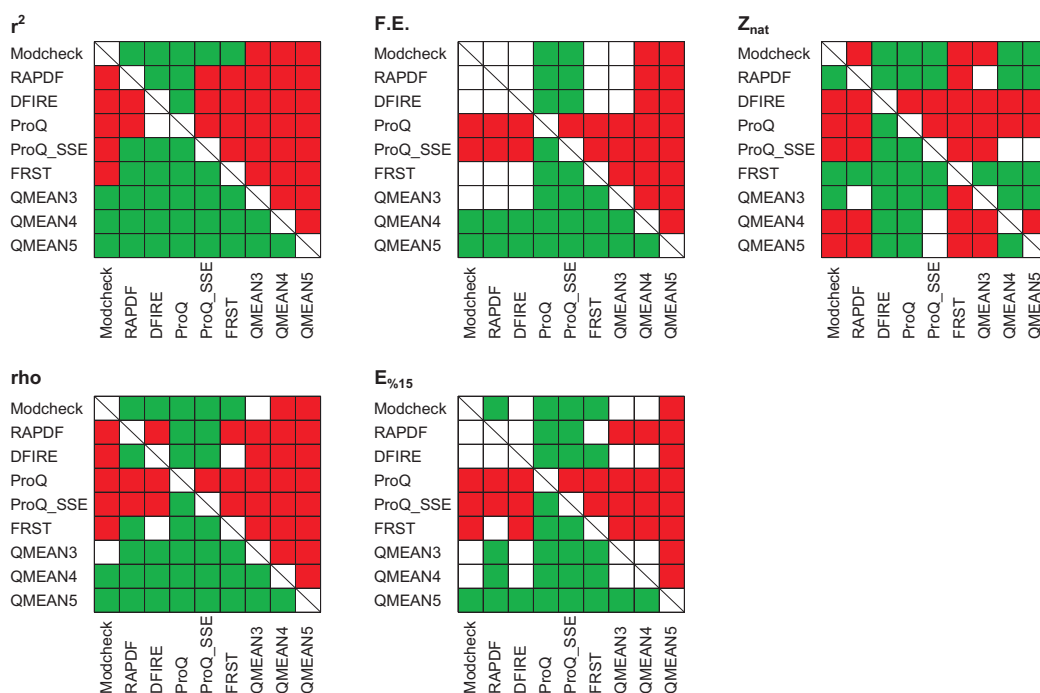 r²
Modcheck
RAPDF
DFIRE
ProQ
ProQ_SSE
FRST
QMEAN3
QMEAN4
QMEAN5
Modcheck
RAPDF
DFIRE
ProQ
ProQ_SSE
FRST
QMEAN3
QMEAN4
QMEAN5
F.E.
Modcheck
RAPDF
DFIRE
ProQ
ProQ_SSE
FRST
QMEAN3
QMEAN4
QMEAN5
Modcheck
RAPDF
DFIRE
ProQ
ProQ_SSE
FRST
QMEAN3
QMEAN4
QMEAN5
Znat
Modcheck
RAPDF
DFIRE
ProQ
ProQ_SSE
FRST
QMEAN3
QMEAN4
QMEAN5
Modcheck
RAPDF
DFIRE
ProQ
ProQ_SSE
FRST
QMEAN3
QMEAN4
QMEAN5
rho
Modcheck
RAPDF
DFIRE
ProQ
ProQ_SSE
FRST
QMEAN3
QMEAN4
QMEAN5
Modcheck
RAPDF
DFIRE
ProQ
ProQ_SSE
FRST
QMEAN3
QMEAN4
QMEAN5
E%15
Modcheck
RAPDF
DFIRE
ProQ
ProQ_SSE
FRST
QMEAN3
QMEAN4
QMEAN5
Modcheck
RAPDF
DFIRE
ProQ
ProQ_SSE
FRST
QMEAN3
QMEAN4
QMEAN5